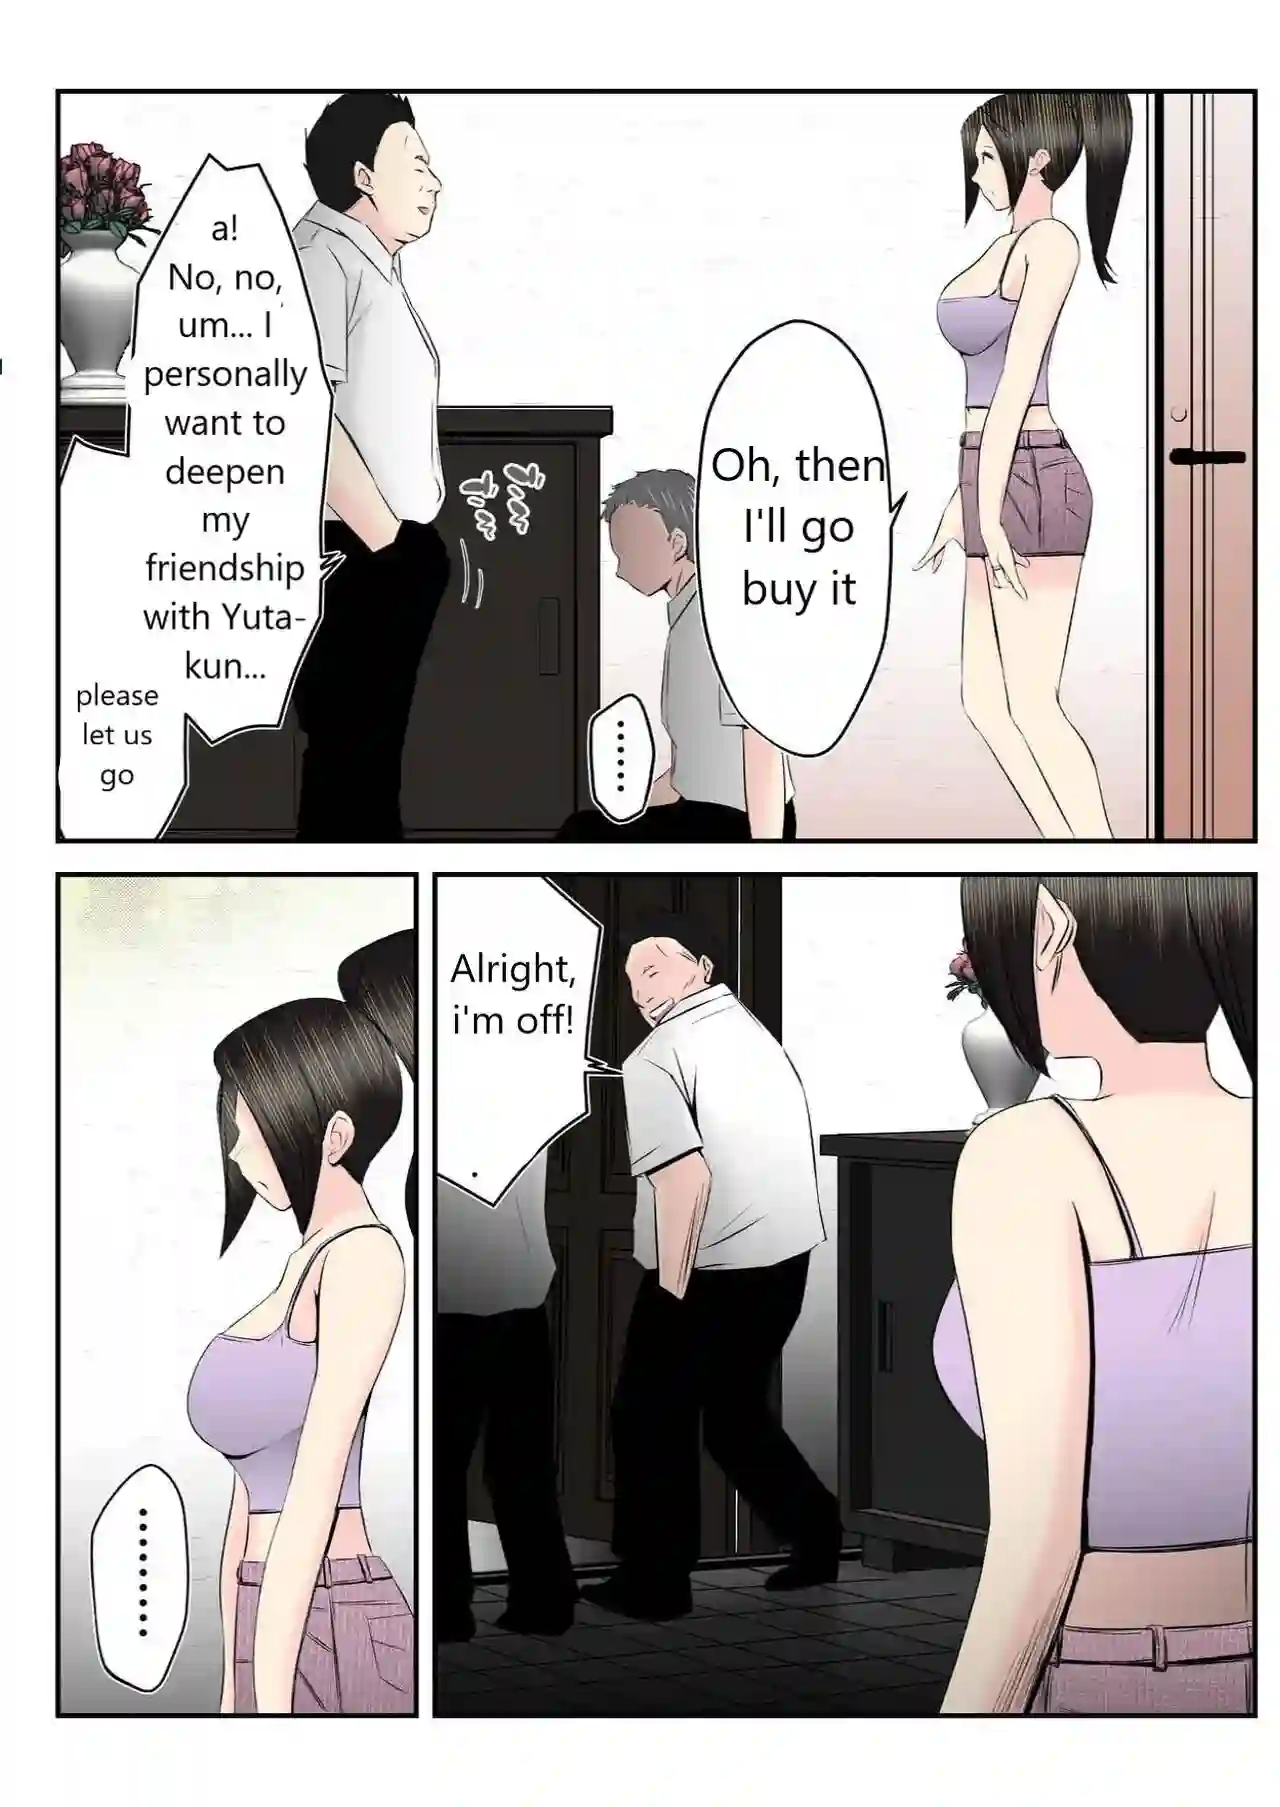 Oh, then
I'll go
buy it
a!
No, no,
um... I
personally
want to
deepen
my
friendship
with Yuta-
kun...
please
let us
go
Alright,
i'm off!